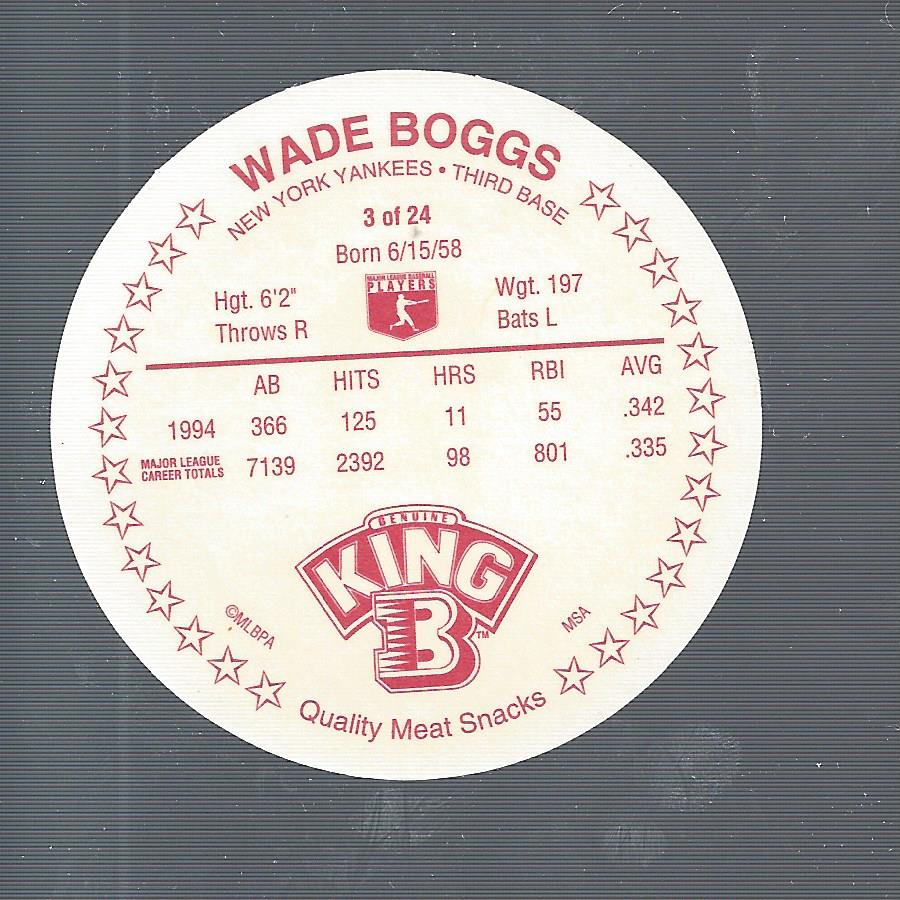 WADE BOGGS
NEW YORK YANKEES • THIRD BASE
3 of 24
Born 6/15/58
MAJOR LEAGUE BASEBALL
PLAYERS
Hgt. 6'2" Wgt. 197
Throws R Bats L
AB HITS HRS RBI AVG
1994 366 125 11 55 .342
MAJOR LEAGUE
CAREER TOTALS 7139 2392 98 801 .335
GENUINE
KING
B™
©MLBPA MSA
Quality Meat Snacks